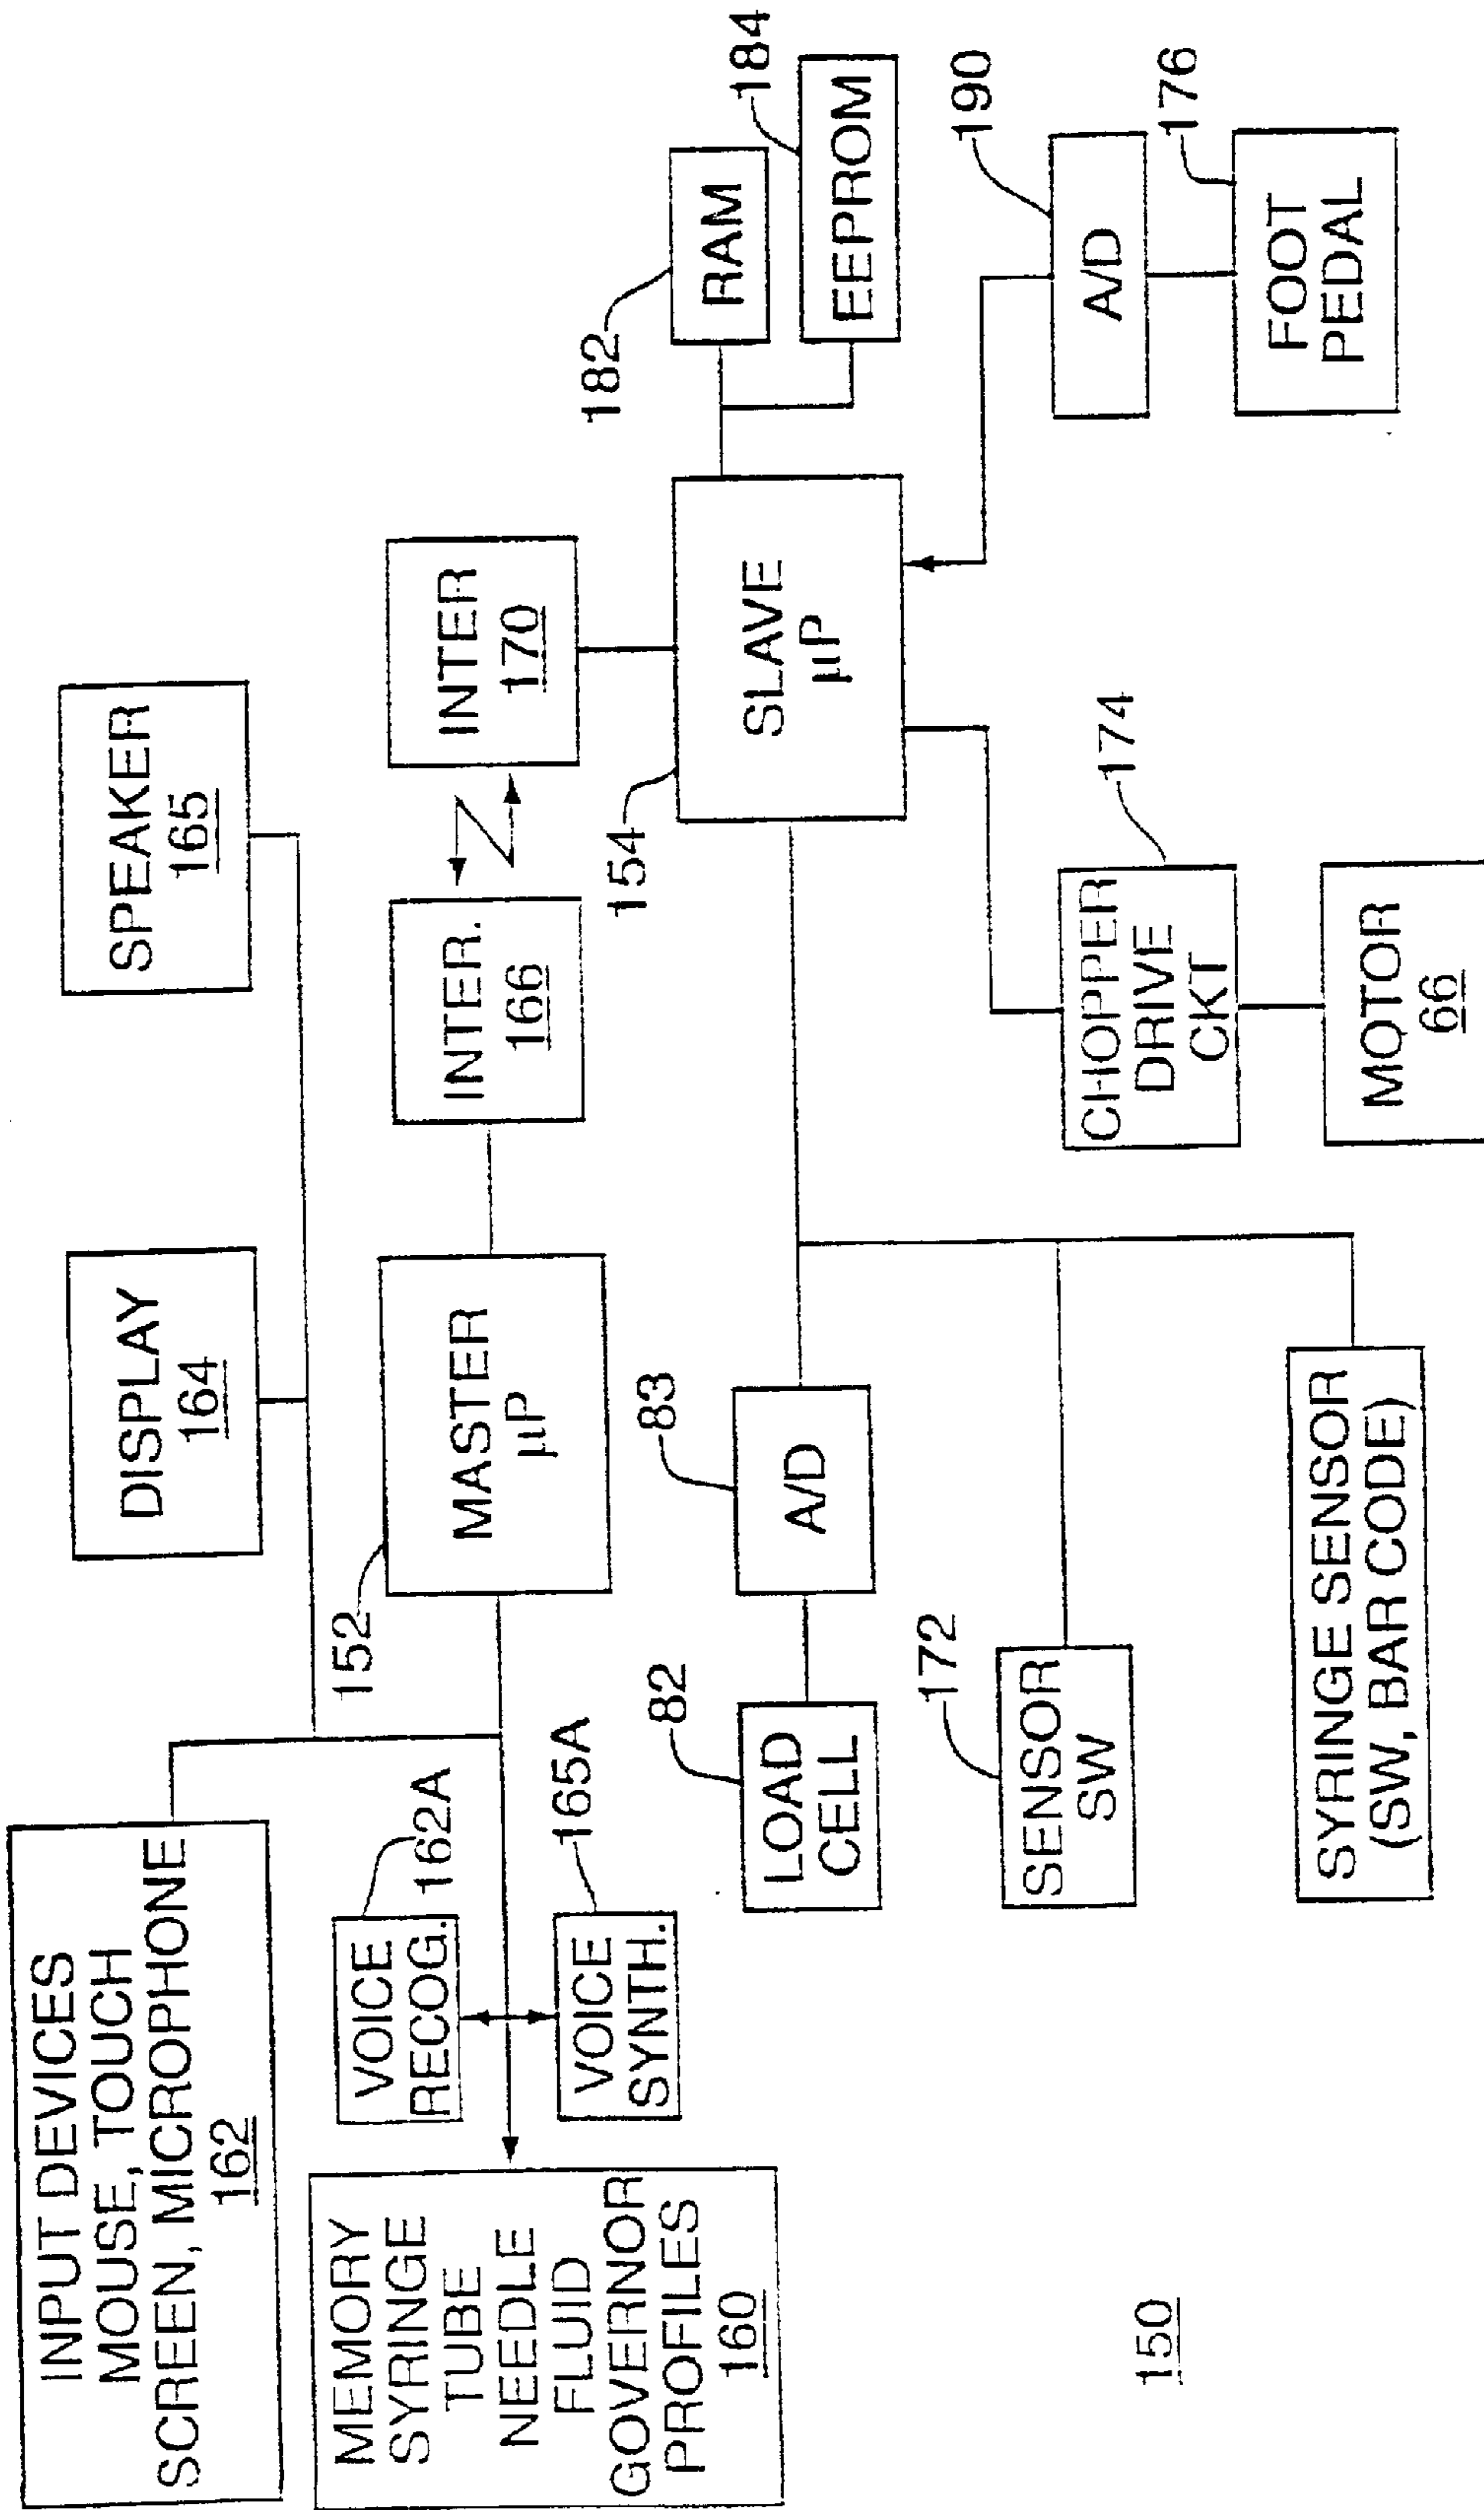 INPUT DEVICES
MOUSE, TOUCH
SCREEN, MICROPHONE
162
DISPLAY
164
SPEAKER
165
MEMORY
SYRINGE
TUBE
NEEDLE
FLUID
GOVERNOR
PROFILES
160
VOICE
RECOG.
162A
VOICE
SYNTH.
165A
152
MASTER
µP
INTER.
166
INTER
170
154
SLAVE
µP
182
RAM
184
EEPROM
82
LOAD
CELL
83
A/D
190
A/D
176
FOOT
PEDAL
172
SENSOR
SW
174
CHOPPER
DRIVE
CKT
MOTOR
66
SYRINGE SENSOR
(SW, BAR CODE)
150